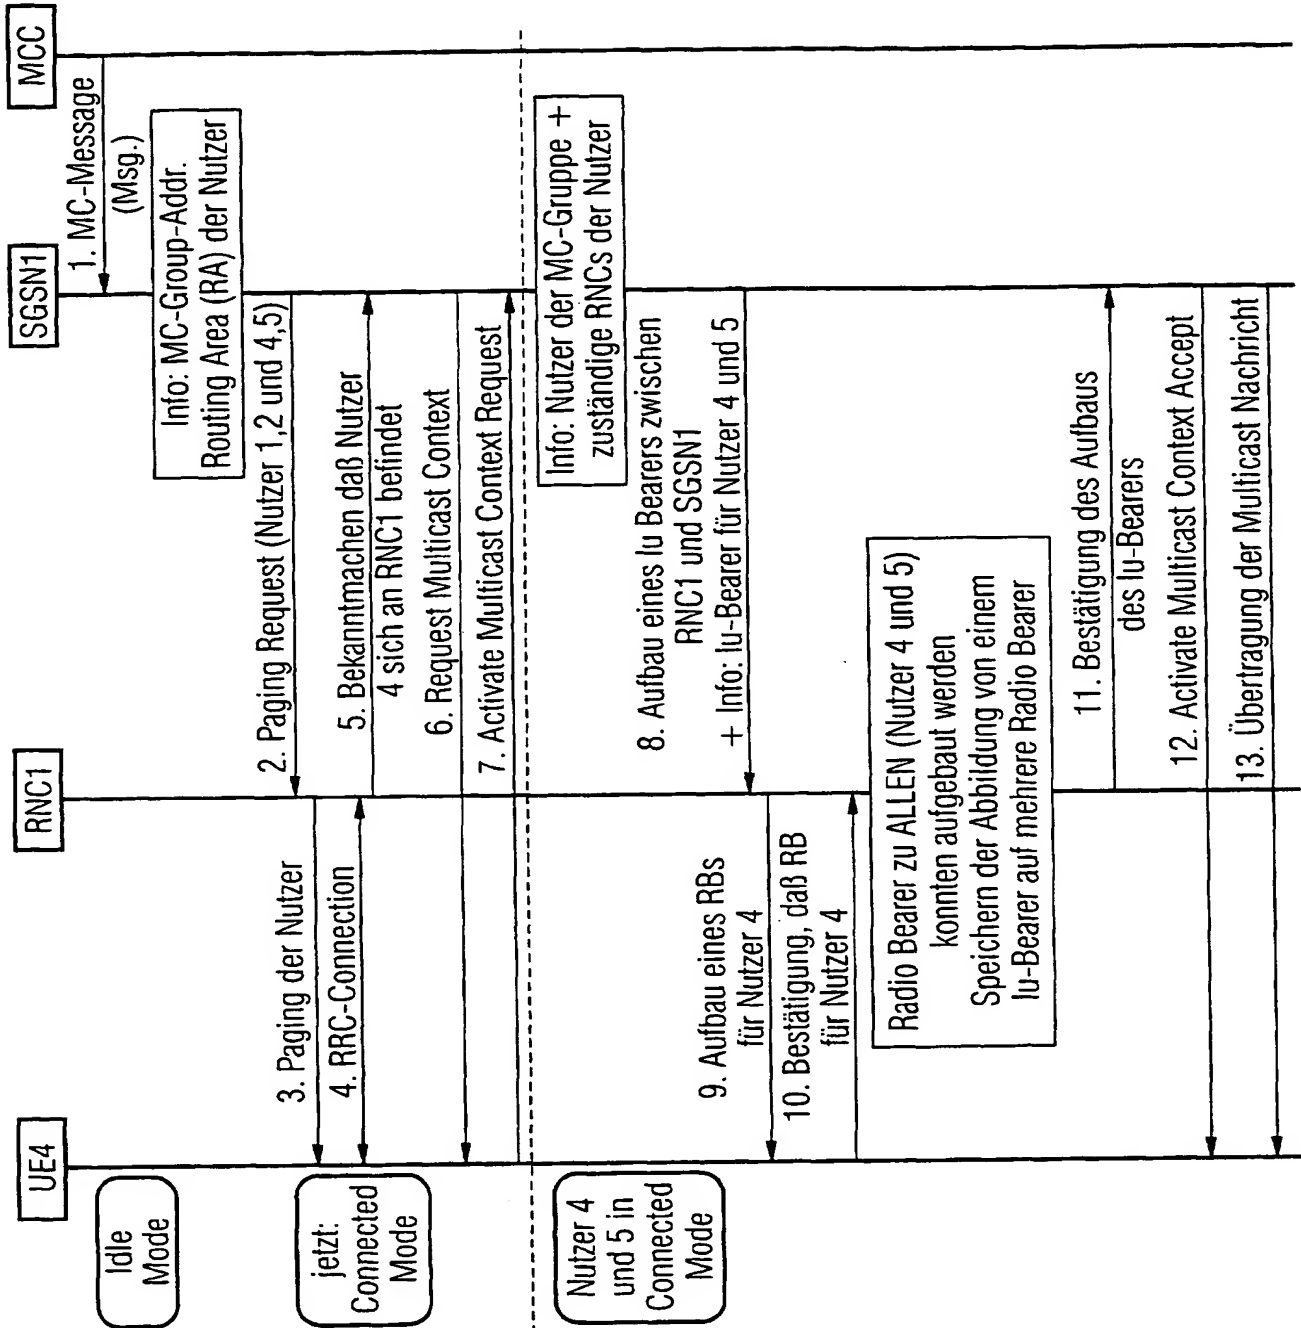 UE4
RNC1
SGSN1
MCC
Idle
Mode
1. MC-Message
(Msg.)
Info: MC-Group-Addr.
Routing Area (RA) der Nutzer
2. Paging Request (Nutzer 1,2 und 4,5)
3. Paging der Nutzer
jetzt:
Connected
Mode
4. RRC-Connection
5. Bekanntmachen daß Nutzer
4 sich an RNC1 befindet
6. Request Multicast Context
7. Activate Multicast Context Request
Nutzer 4
und 5 in
Connected
Mode
Info: Nutzer der MC-Gruppe +
zuständige RNCs der Nutzer
8. Aufbau eines Iu Bearers zwischen
RNC1 und SGSN1
+ Info: Iu-Bearer für Nutzer 4 und 5
9. Aufbau eines RBs
für Nutzer 4
10. Bestätigung, daß RB
für Nutzer 4
Radio Bearer zu ALLEN (Nutzer 4 und 5)
konnten aufgebaut werden
Speichern der Abbildung von einem
Iu-Bearer auf mehrere Radio Bearer
11. Bestätigung des Aufbaus
des Iu-Bearers
12. Activate Multicast Context Accept
13. Übertragung der Multicast Nachricht